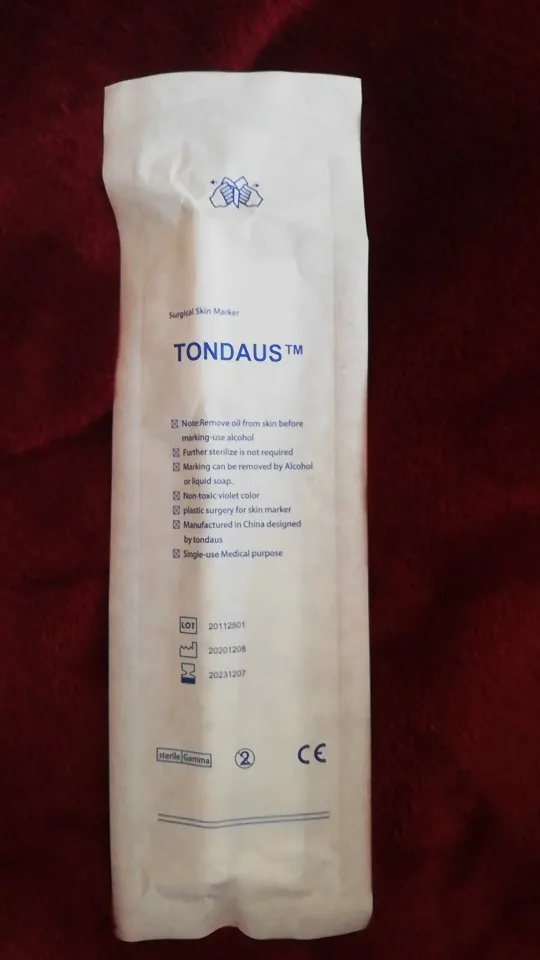 Surgical Skin Marker
TONDAUS™
☒ Note:Remove oil from skin before
marking-use alcohol
☒ Further sterilize is not required
☒ Marking can be removed by Alcohol
or liquid soap.
☒ Non-toxic violet color
☒ plastic surgery for skin marker
☒ Manufactured in China designed
by tondaus
☒ Single-use Medical purpose
LOT 20112601
20201208
20231207
sterile Gamma 2 CE